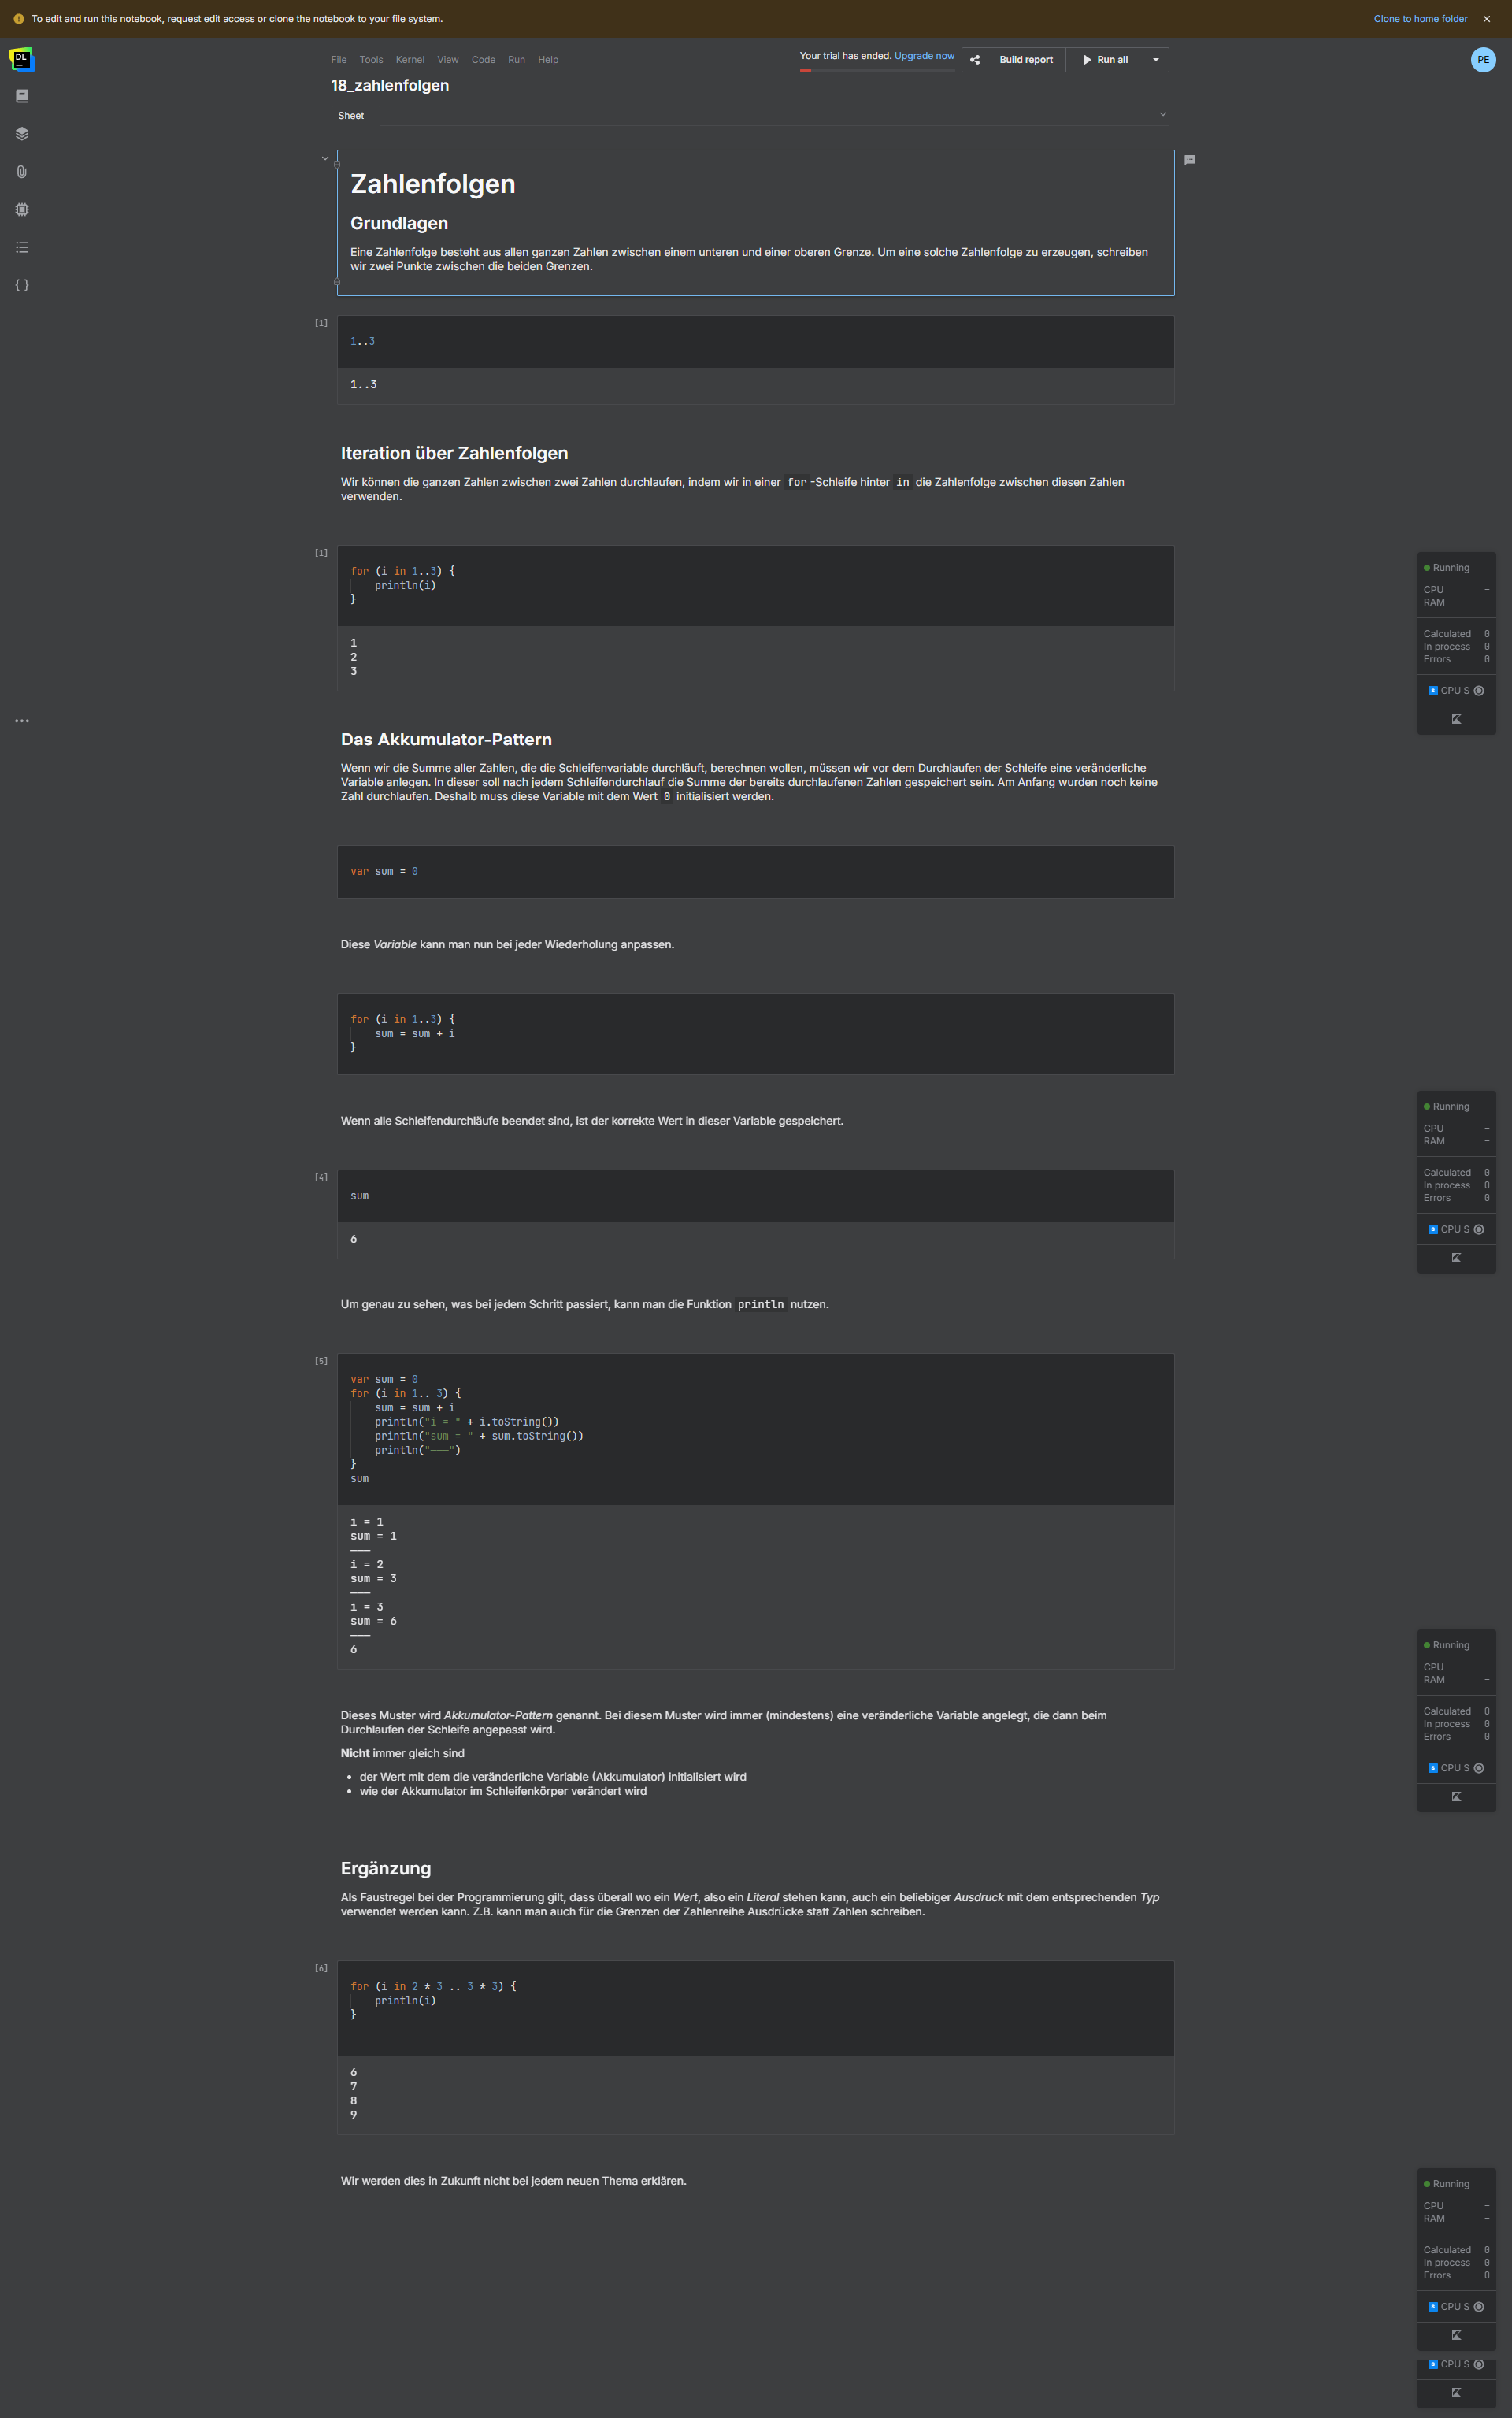 To edit and run this notebook, request edit access or clone the notebook to your file system.
Clone to home folder
DL
File Tools Kernel View Code Run Help
Your trial has ended. Upgrade now
Build report
Run all
PE
18_zahlenfolgen
Sheet
Zahlenfolgen
Grundlagen
Eine Zahlenfolge besteht aus allen ganzen Zahlen zwischen einem unteren und einer oberen Grenze. Um eine solche Zahlenfolge zu erzeugen, schreiben
wir zwei Punkte zwischen die beiden Grenzen.
[1]
1..3
1..3
Iteration über Zahlenfolgen
Wir können die ganzen Zahlen zwischen zwei Zahlen durchlaufen, indem wir in einer for -Schleife hinter in die Zahlenfolge zwischen diesen Zahlen
verwenden.
[1]
for (i in 1..3) {
println(i)
}
1
2
3
Running
CPU –
RAM –
Calculated 0
In process 0
Errors 0
CPU S
Das Akkumulator-Pattern
Wenn wir die Summe aller Zahlen, die die Schleifenvariable durchläuft, berechnen wollen, müssen wir vor dem Durchlaufen der Schleife eine veränderliche
Variable anlegen. In dieser soll nach jedem Schleifendurchlauf die Summe der bereits durchlaufenen Zahlen gespeichert sein. Am Anfang wurden noch keine
Zahl durchlaufen. Deshalb muss diese Variable mit dem Wert 0 initialisiert werden.
var sum = 0
Diese Variable kann man nun bei jeder Wiederholung anpassen.
for (i in 1..3) {
sum = sum + i
}
Wenn alle Schleifendurchläufe beendet sind, ist der korrekte Wert in dieser Variable gespeichert.
Running
CPU –
RAM –
Calculated 0
In process 0
Errors 0
CPU S
[4]
sum
6
Um genau zu sehen, was bei jedem Schritt passiert, kann man die Funktion println nutzen.
[5]
var sum = 0
for (i in 1.. 3) {
sum = sum + i
println("i = " + i.toString())
println("sum = " + sum.toString())
println("———")
}
sum
i = 1
sum = 1
———
i = 2
sum = 3
———
i = 3
sum = 6
———
6
Running
CPU –
RAM –
Calculated 0
In process 0
Errors 0
CPU S
Dieses Muster wird Akkumulator-Pattern genannt. Bei diesem Muster wird immer (mindestens) eine veränderliche Variable angelegt, die dann beim
Durchlaufen der Schleife angepasst wird.
Nicht immer gleich sind
• der Wert mit dem die veränderliche Variable (Akkumulator) initialisiert wird
• wie der Akkumulator im Schleifenkörper verändert wird
Ergänzung
Als Faustregel bei der Programmierung gilt, dass überall wo ein Wert, also ein Literal stehen kann, auch ein beliebiger Ausdruck mit dem entsprechenden Typ
verwendet werden kann. Z.B. kann man auch für die Grenzen der Zahlenreihe Ausdrücke statt Zahlen schreiben.
[6]
for (i in 2 * 3 .. 3 * 3) {
println(i)
}
6
7
8
9
Wir werden dies in Zukunft nicht bei jedem neuen Thema erklären.
Running
CPU –
RAM –
Calculated 0
In process 0
Errors 0
CPU S
CPU S